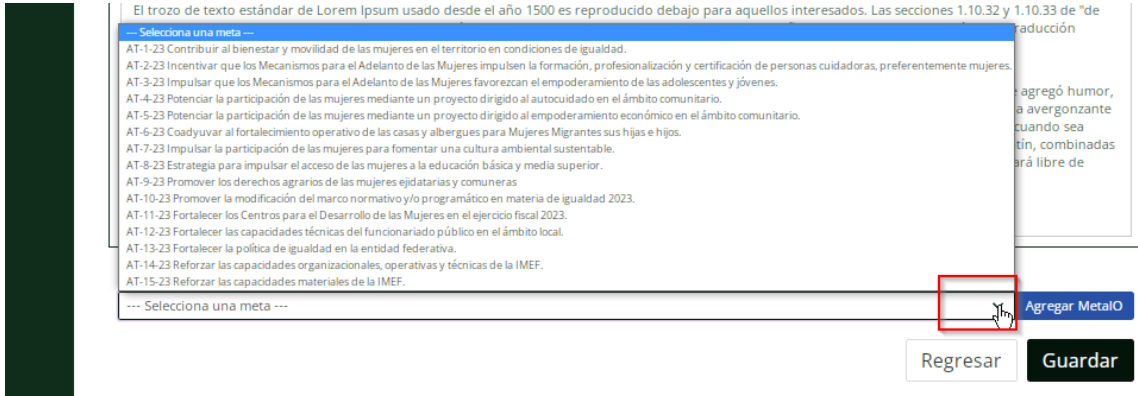 El trozo de texto estándar de Lorem Ipsum usado desde el año 1500 es reproducido debajo para aquellos interesados. Las secciones 1.10.32 y 1.10.33 de "de
raducción
--- Selecciona una meta ---
AT-1-23 Contribuir al bienestar y movilidad de las mujeres en el territorio en condiciones de igualdad.
AT-2-23 Incentivar que los Mecanismos para el Adelanto de las Mujeres impulsen la formación, profesionalización y certificación de personas cuidadoras, preferentemente mujeres.
AT-3-23 Impulsar que los Mecanismos para el Adelanto de las Mujeres favorezcan el empoderamiento de las adolescentes y jóvenes.
AT-4-23 Potenciar la participación de las mujeres mediante un proyecto dirigido al autocuidado en el ámbito comunitario.
agregó humor,
AT-5-23 Potenciar la participación de las mujeres mediante un proyecto dirigido al empoderamiento económico en el ámbito comunitario.
a avergonzante
AT-6-23 Coadyuvar al fortalecimiento operativo de las casas y albergues para Mujeres Migrantes sus hija e hijos.
cuando sea
AT-7-23 Impulsar la participación de las mujeres para fomentar una cultura ambiental sustentable.
tín, combinadas
AT-8-23 Estrategia para impulsar el acceso de las mujeres a la educación básica y media superior.
ará libre de
AT-9-23 Promover los derechos agrarios de las mujeres ejidatarias y comuneras
AT-10-23 Promover la modificación del marco normativo y/o programático en materia de igualdad 2023.
AT-11-23 Fortalecer los Centros para el Desarrollo de las Mujeres en el ejercicio fiscal 2023.
AT-12-23 Fortalecer las capacidades técnicas del funcionariado público en el ámbito local.
AT-13-23 Fortalecer la política de igualdad en la entidad federativa.
AT-14-23 Reforzar las capacidades organizacionales, operativas y técnicas de la IMEF.
AT-15-23 Reforzar las capacidades materiales de la IMEF.
--- Selecciona una meta ---
Agregar MetaIO
Regresar
Guardar